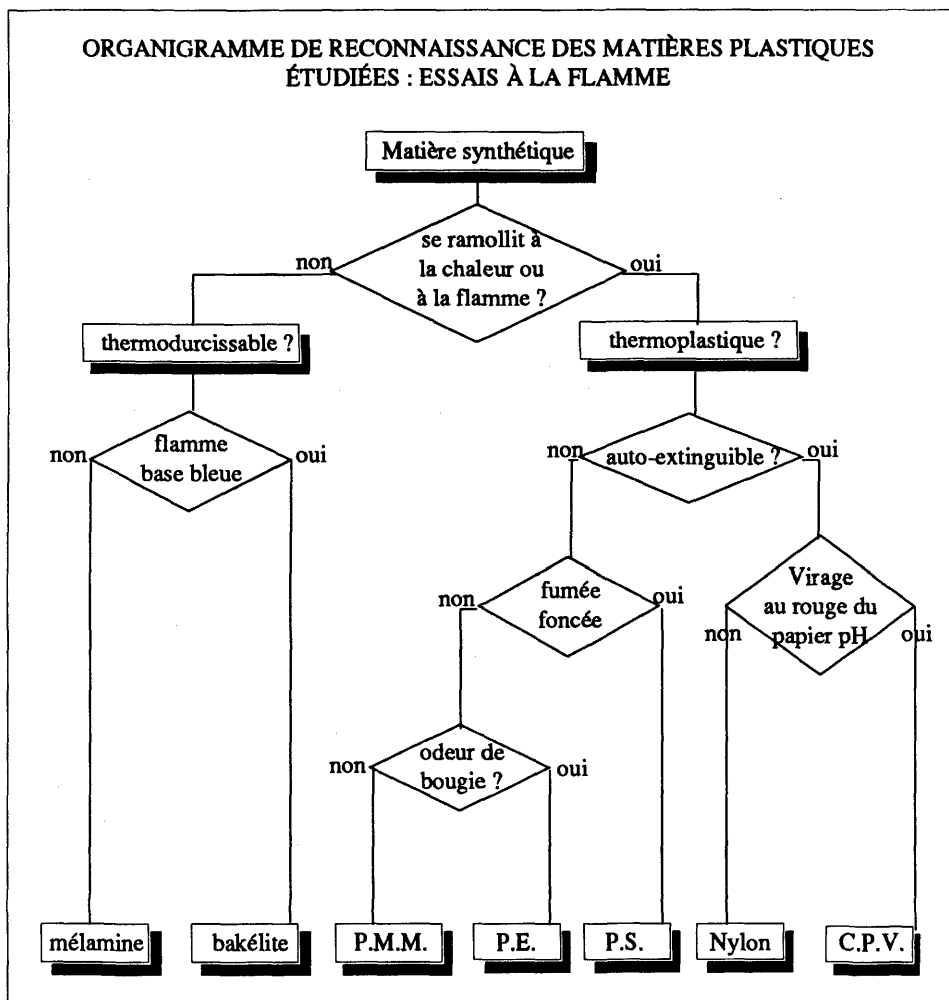 ORGANIGRAMME DE RECONNAISSANCE DES MATIÈRES PLASTIQUES
ÉTUDIÉES : ESSAIS À LA FLAMME
Matière synthétique
se ramollit à
la chaleur ou
à la flamme ?
non
oui
thermodurcissable ?
thermoplastique ?
flamme
base bleue
non
oui
auto-extinguible ?
non
oui
fumée
foncée
non
oui
Virage
au rouge du
papier pH
non
oui
odeur de
bougie ?
non
oui
mélamine
bakélite
P.M.M.
P.E.
P.S.
Nylon
C.P.V.